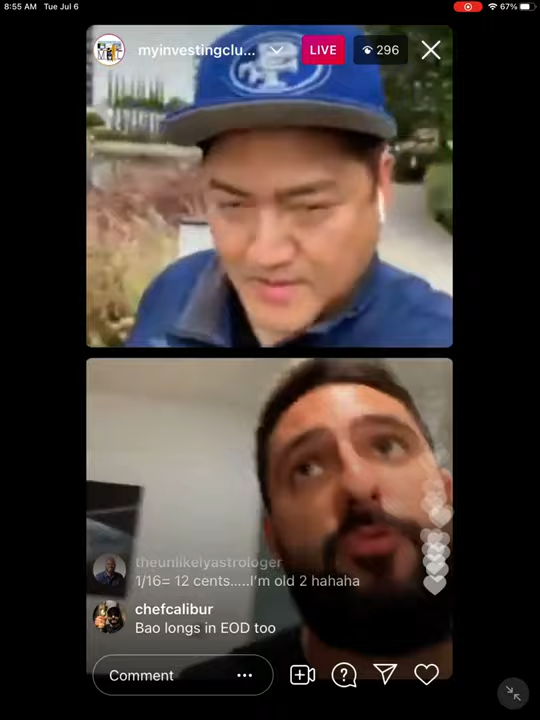 8:55 AM Tue Jul 6
67%
myinvestingclu...
LIVE
296
theunlikelyastrologer
1/16= 12 cents.....I'm old 2 hahaha
chefcalibur
Bao longs in EOD too
Comment